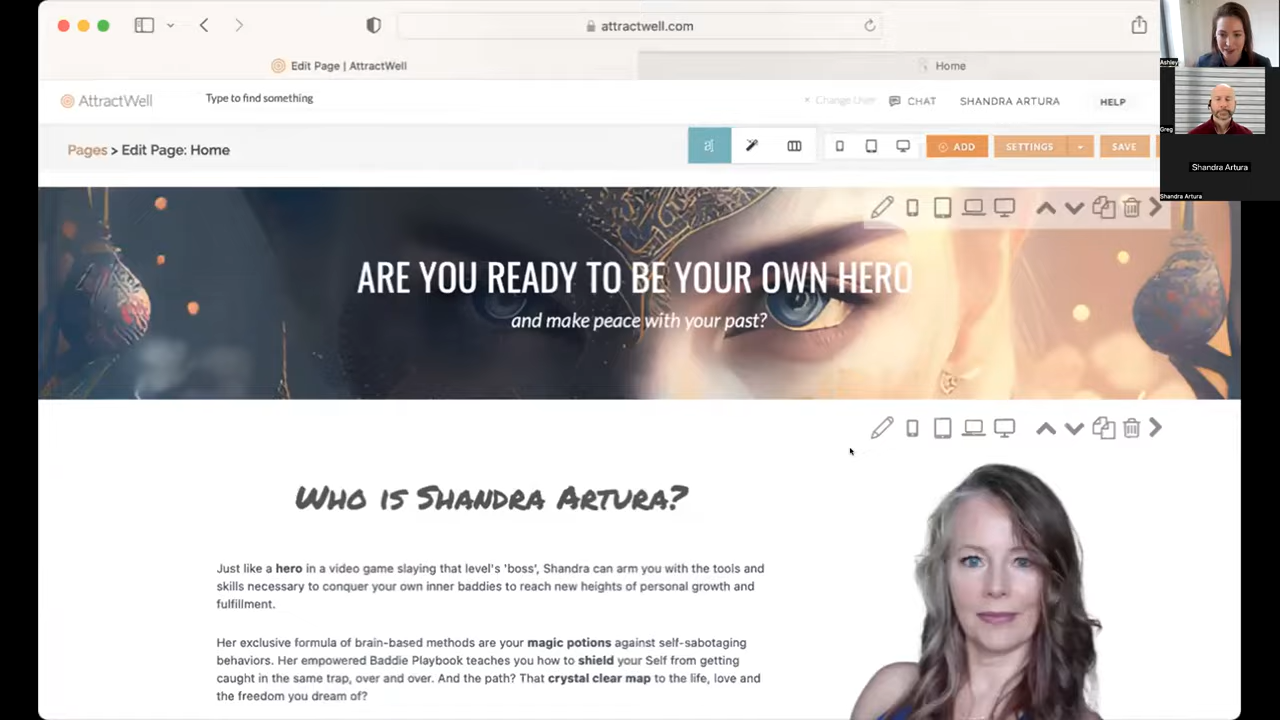 attractwell.com
Edit Page | AttractWell
Home
AttractWell
Type to find something
× Change User
CHAT
SHANDRA ARTURA
HELP
Pages > Edit Page: Home
a|
ADD
SETTINGS
SAVE
Ashley
Greg
Shandra Artura
Shandra Artura
ARE YOU READY TO BE YOUR OWN HERO
and make peace with your past?
Who is Shandra Artura?
Just like a hero in a video game slaying that level's 'boss', Shandra can arm you with the tools and
skills necessary to conquer your own inner baddies to reach new heights of personal growth and
fulfillment.
Her exclusive formula of brain-based methods are your magic potions against self-sabotaging
behaviors. Her empowered Baddie Playbook teaches you how to shield your Self from getting
caught in the same trap, over and over. And the path? That crystal clear map to the life, love and
the freedom you dream of?